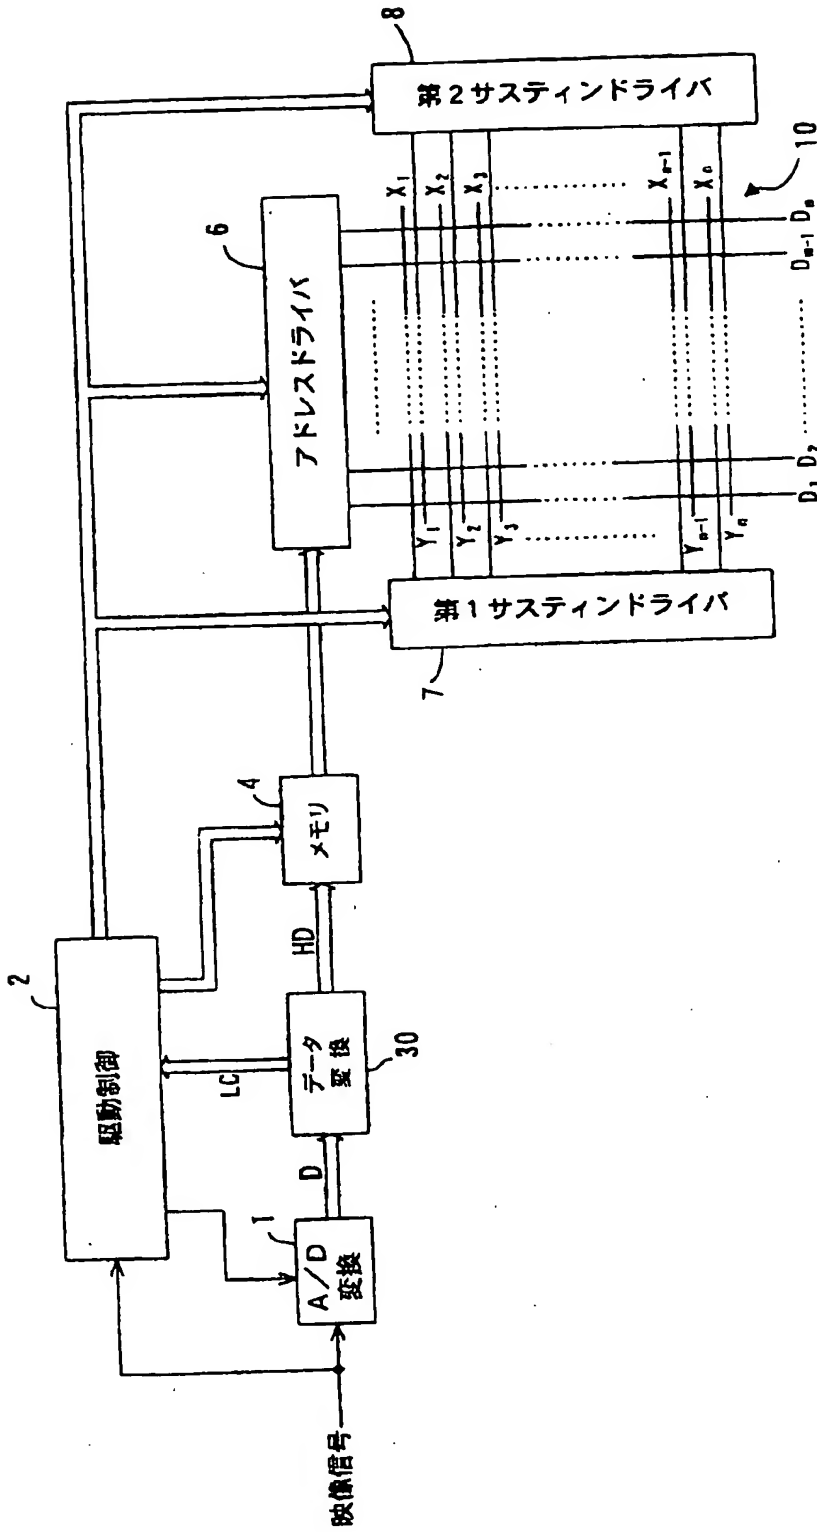 映像信号
A/D
変換
1
D
データ
変換
30
LC
HD
駆動制御
2
メモリ
4
アドレスドライバ
6
第1サスティンドライバ
7
第2サスティンドライバ
8
X₁
X₂
X₃
Xₙ₋₁
Xₙ
Y₁
Y₂
Y₃
Yₙ₋₁
Yₙ
D₁ D₂ Dₘ₋₁ Dₘ
10